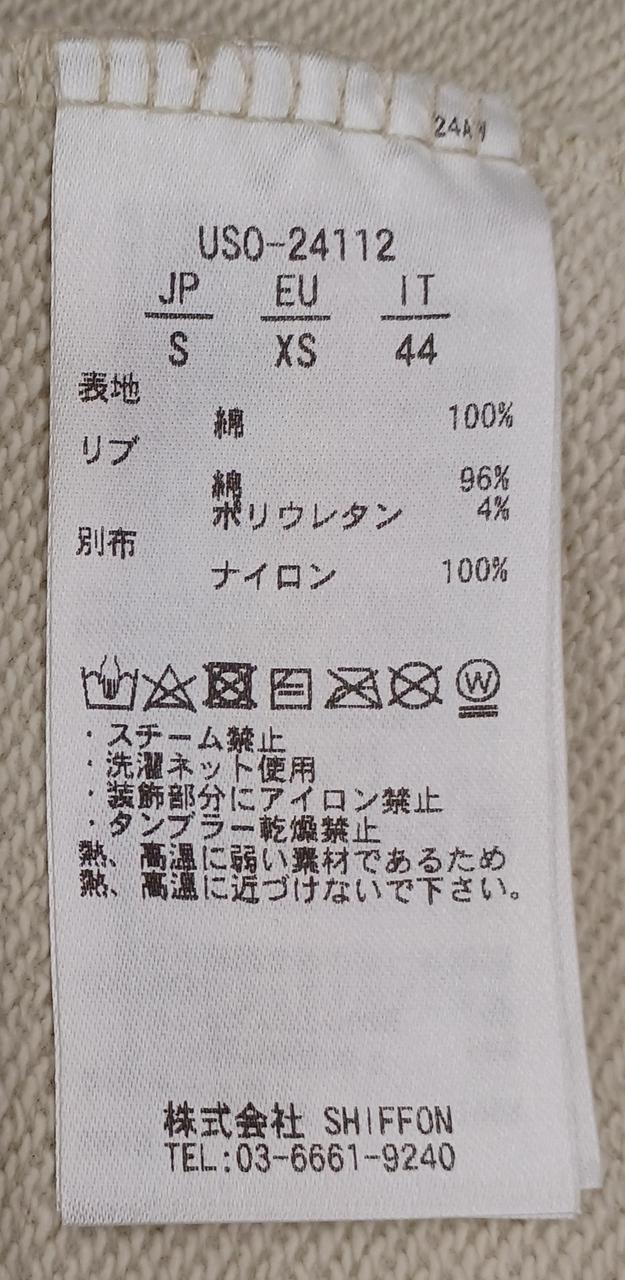 USO-24112
JP EU IT
S XS 44
表地
綿 100%
リブ
綿 96%
ポリウレタン 4%
別布
ナイロン 100%
W
・スチーム禁止
・洗濯ネット使用
・装飾部分にアイロン禁止
・タンブラー乾燥禁止
熱、高温に弱い素材であるため
熱、高温に近づけないで下さい。
株式会社 SHIFFON
TEL:03-6661-9240